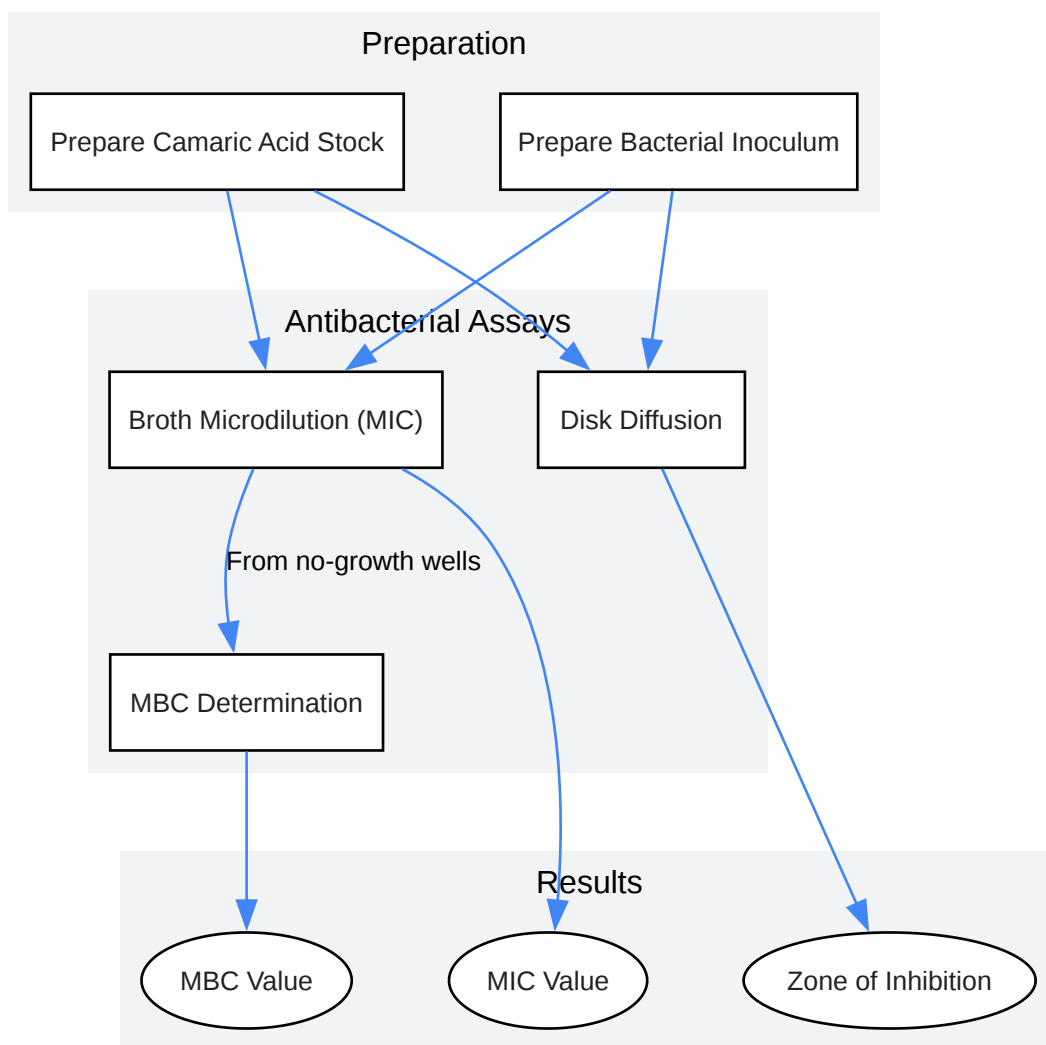 Preparation
Prepare Camaric Acid Stock
Prepare Bacterial Inoculum
Antibacterial Assays
Broth Microdilution (MIC)
Disk Diffusion
From no-growth wells
MBC Determination
Results
MBC Value
MIC Value
Zone of Inhibition